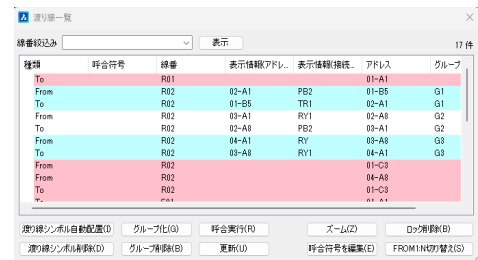 渡り線一覧
線番絞込み 表示 17 件
種類 呼合符号 線番 表示情報(アドレ... 表示情報(接続... アドレス グループ
To R01 01-A1
From R02 02-A1 PB2 01-B5 G1
To R02 01-B5 TR1 02-A1 G1
From R02 03-A1 RY1 02-A8 G2
To R02 02-A8 PB2 03-A1 G2
From R02 04-A1 RY 03-A8 G3
To R02 03-A8 RY1 04-A1 G3
From R02 01-C3
From R02 04-A8
To R02 01-C3
渡り線シンボル自動配置(I) グループ化(G) 呼合実行(R) ズーム(Z) ロック削除(B)
渡り線シンボル削除(D) グループ削除(B) 更新(U) 呼合符号を編集(E) FROM1:N切り替え(S)